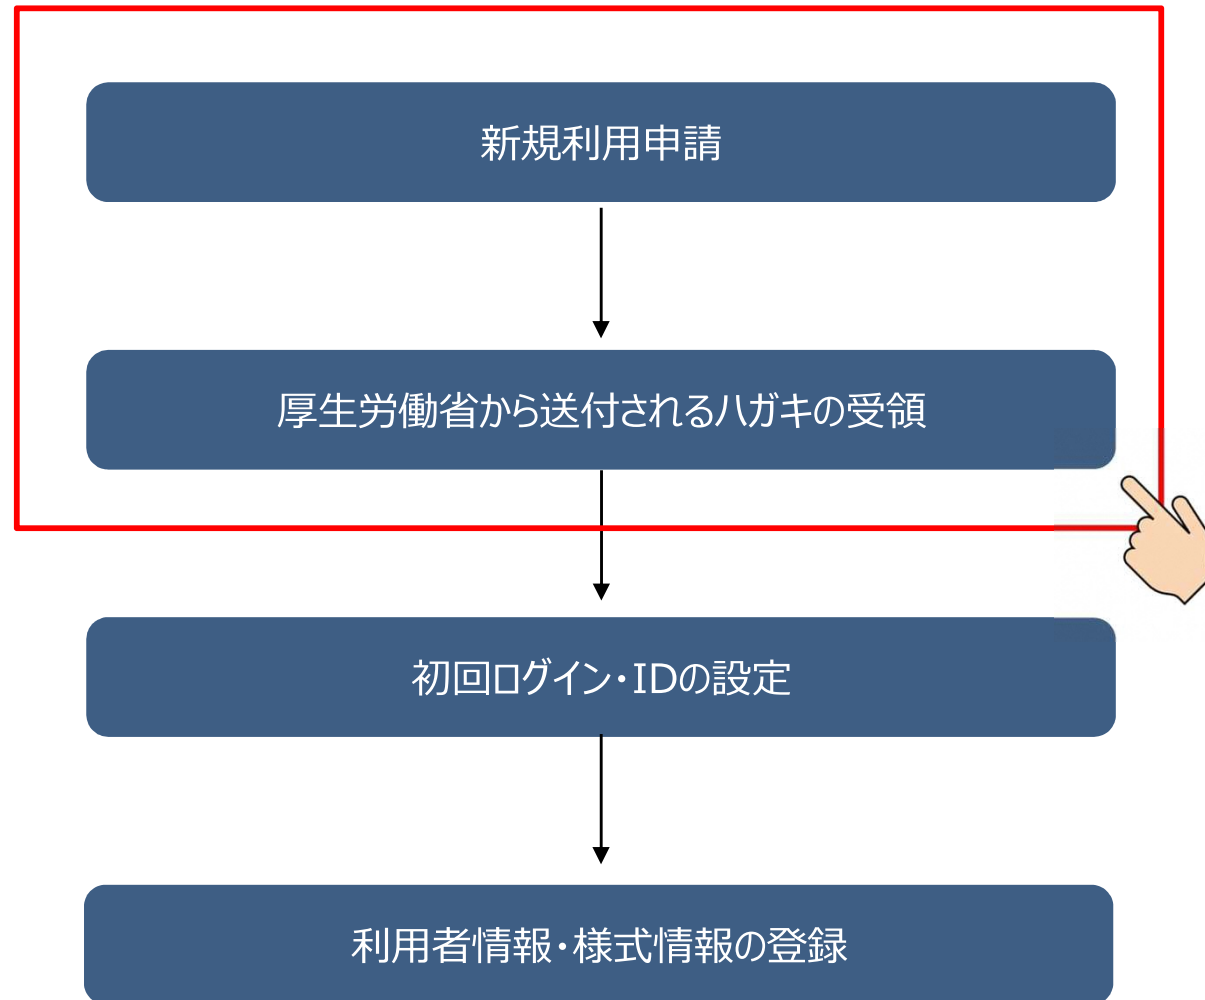 新規利用申請
厚生労働省から送付されるハガキの受領
初回ログイン・IDの設定
利用者情報・様式情報の登録